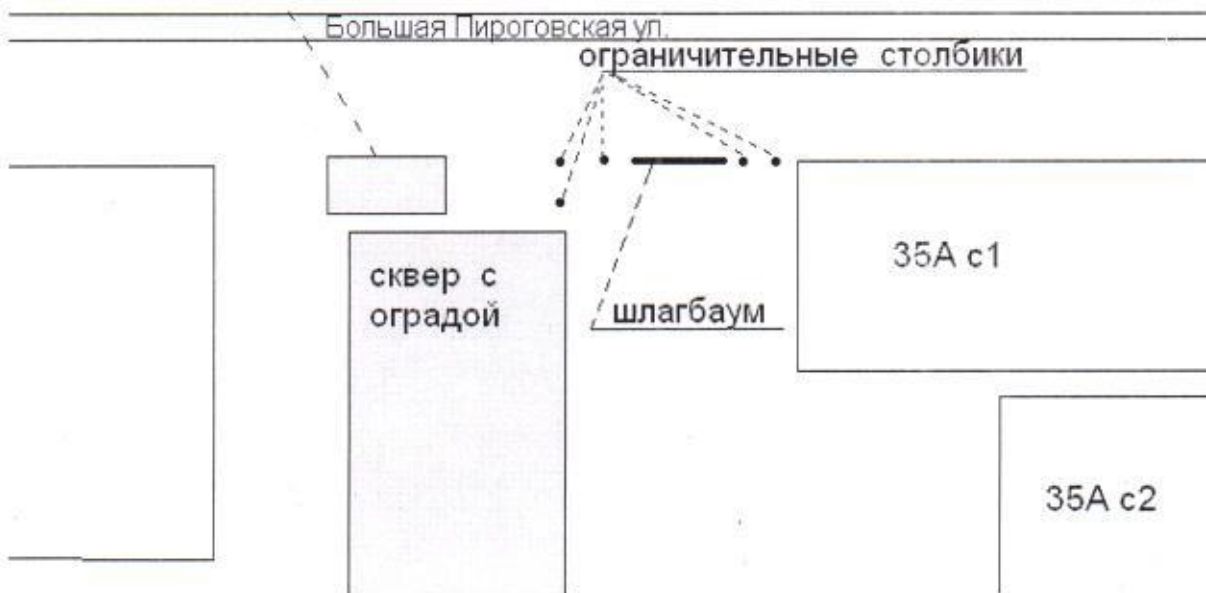 Большая Пироговская ул.
ограничительные столбики
35А с1
сквер с
оградой
шлагбаум
35А с2